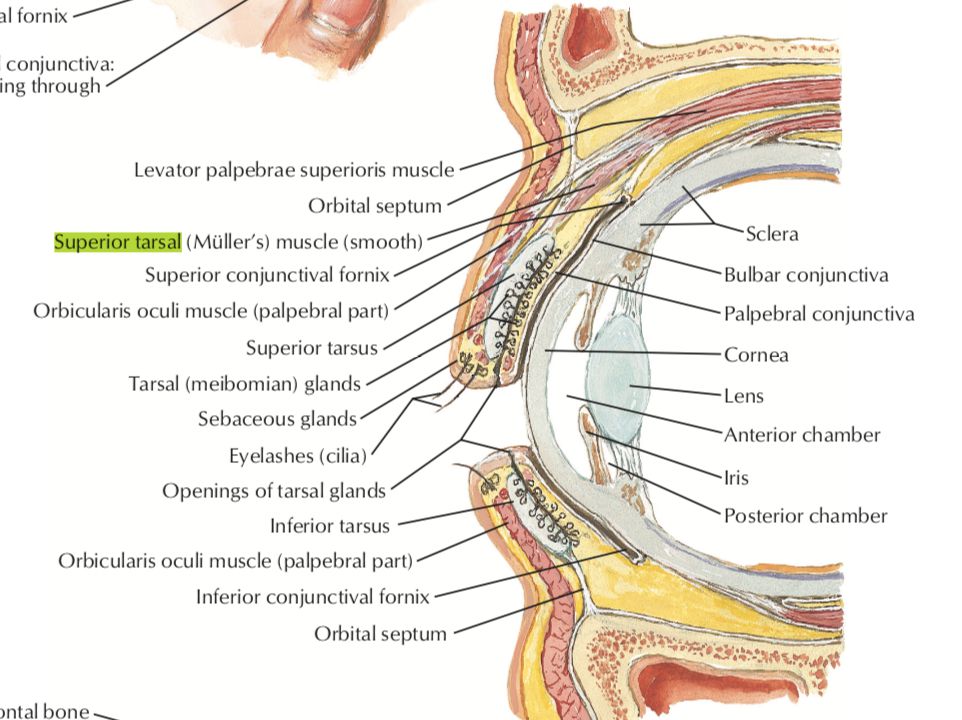 al fornix
conjunctiva:
ing through
Levator palpebrae superioris muscle
Orbital septum
Superior tarsal (Müller’s) muscle (smooth)
Superior conjunctival fornix
Orbicularis oculi muscle (palpebral part)
Superior tarsus
Tarsal (meibomian) glands
Sebaceous glands
Eyelashes (cilia)
Openings of tarsal glands
Inferior tarsus
Orbicularis oculi muscle (palpebral part)
Inferior conjunctival fornix
Orbital septum
Sclera
Bulbar conjunctiva
Palpebral conjunctiva
Cornea
Lens
Anterior chamber
Iris
Posterior chamber
ontal bone